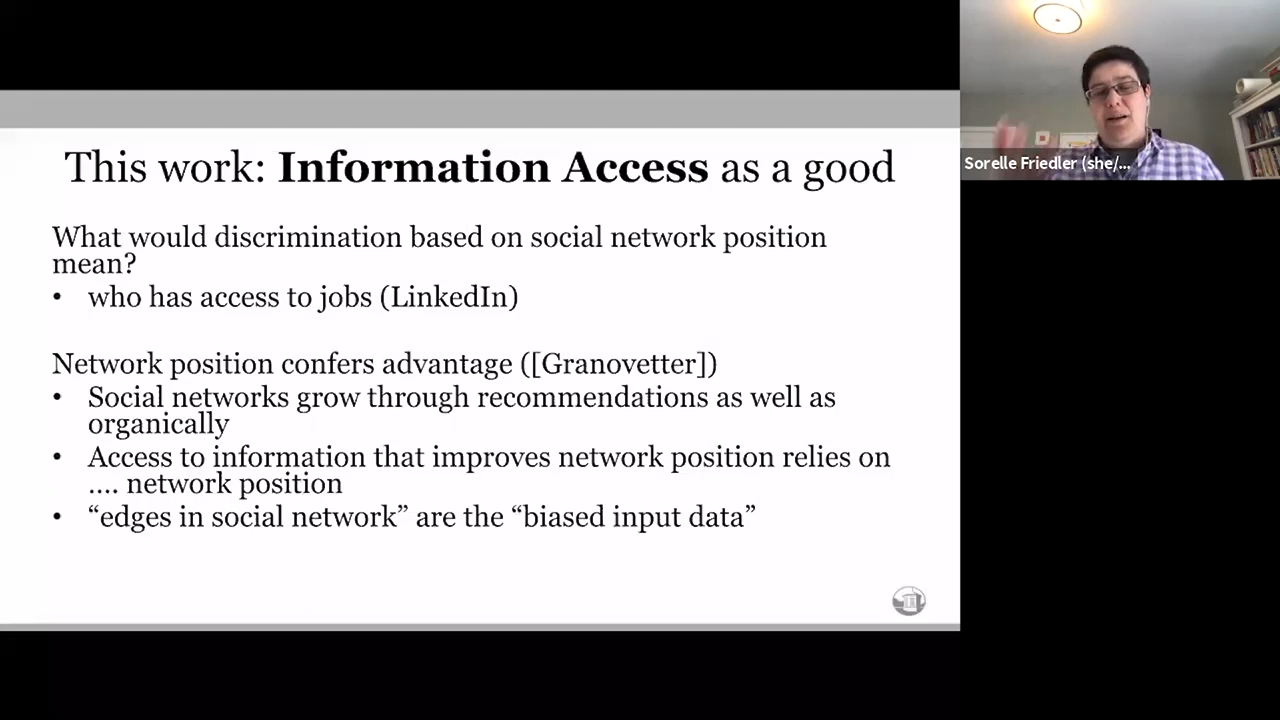 This work: Information Access as a good
What would discrimination based on social network position
mean?
• who has access to jobs (LinkedIn)
Network position confers advantage ([Granovetter])
• Social networks grow through recommendations as well as
organically
• Access to information that improves network position relies on
.... network position
• “edges in social network” are the “biased input data”
Sorelle Friedler (she/...